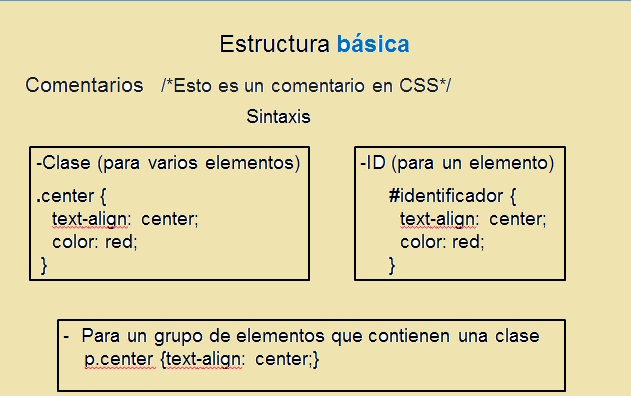 Estructura básica
Comentarios /*Esto es un comentario en CSS*/
Sintaxis
-Clase (para varios elementos)
.center {
text-align: center;
color: red;
}
-ID (para un elemento)
#identificador {
text-align: center;
color: red;
}
- Para un grupo de elementos que contienen una clase
p.center {text-align: center;}